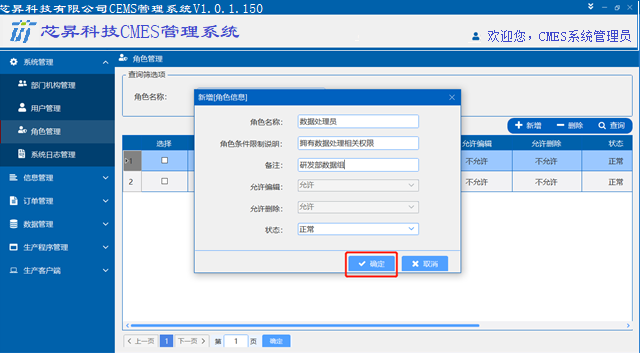 芯昇科技有限公司CEMS管理系统V1.0.1.150
芯昇科技CMES管理系统
欢迎您，CMES系统管理员
系统管理
部门机构管理
用户管理
角色管理
系统日志管理
信息管理
订单管理
数据管理
生产程序管理
生产客户端
角色管理
查询筛选项
角色名称：
新增 删除 查询
选择 允许编辑 允许删除 状态
1 不允许 不允许 正常
2 不允许 不允许 正常
新增[角色信息]
角色名称： 数据处理员
角色条件限制说明： 拥有数据处理相关权限
备注： 研发部数据组
允许编辑： 允许
允许删除： 允许
状态： 正常
确定 取消
上一页 1 下一页 第 1 页 确定